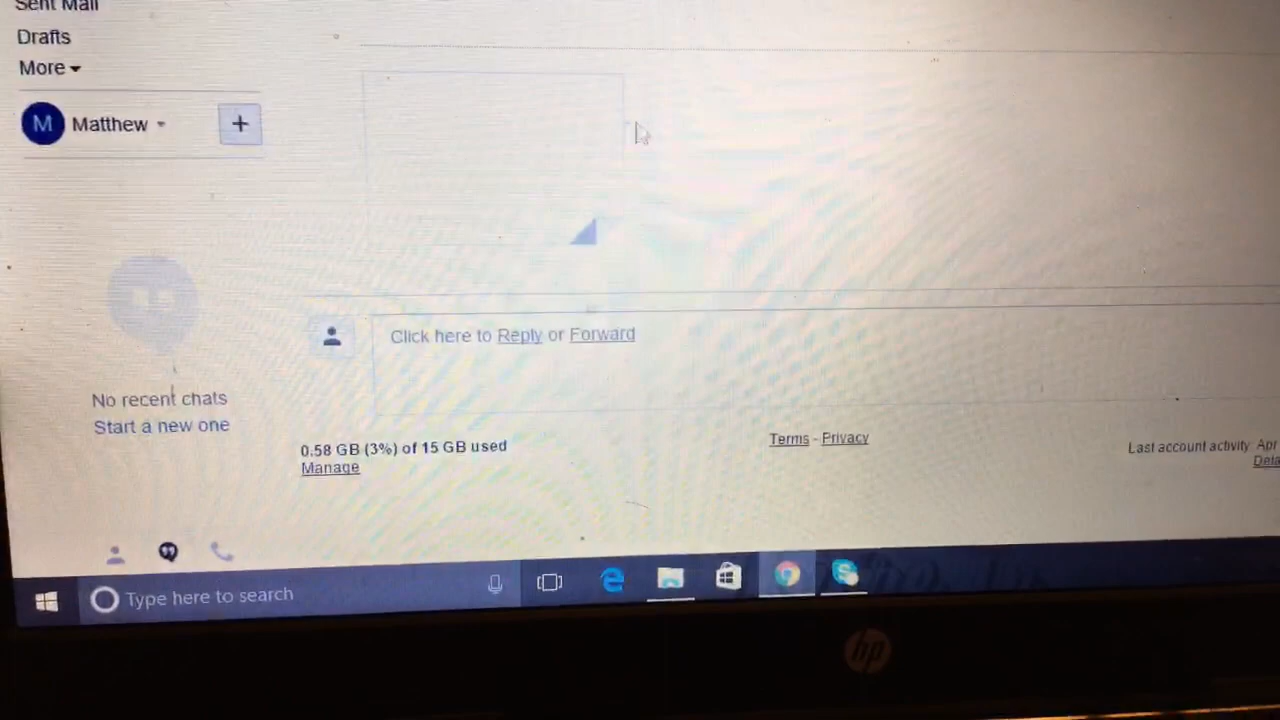 Sent Mail
Drafts
More
M Matthew +
Click here to Reply or Forward
No recent chats
Start a new one
0.58 GB (3%) of 15 GB used
Manage
Terms - Privacy
Last account activity: Apr
Type here to search
hp